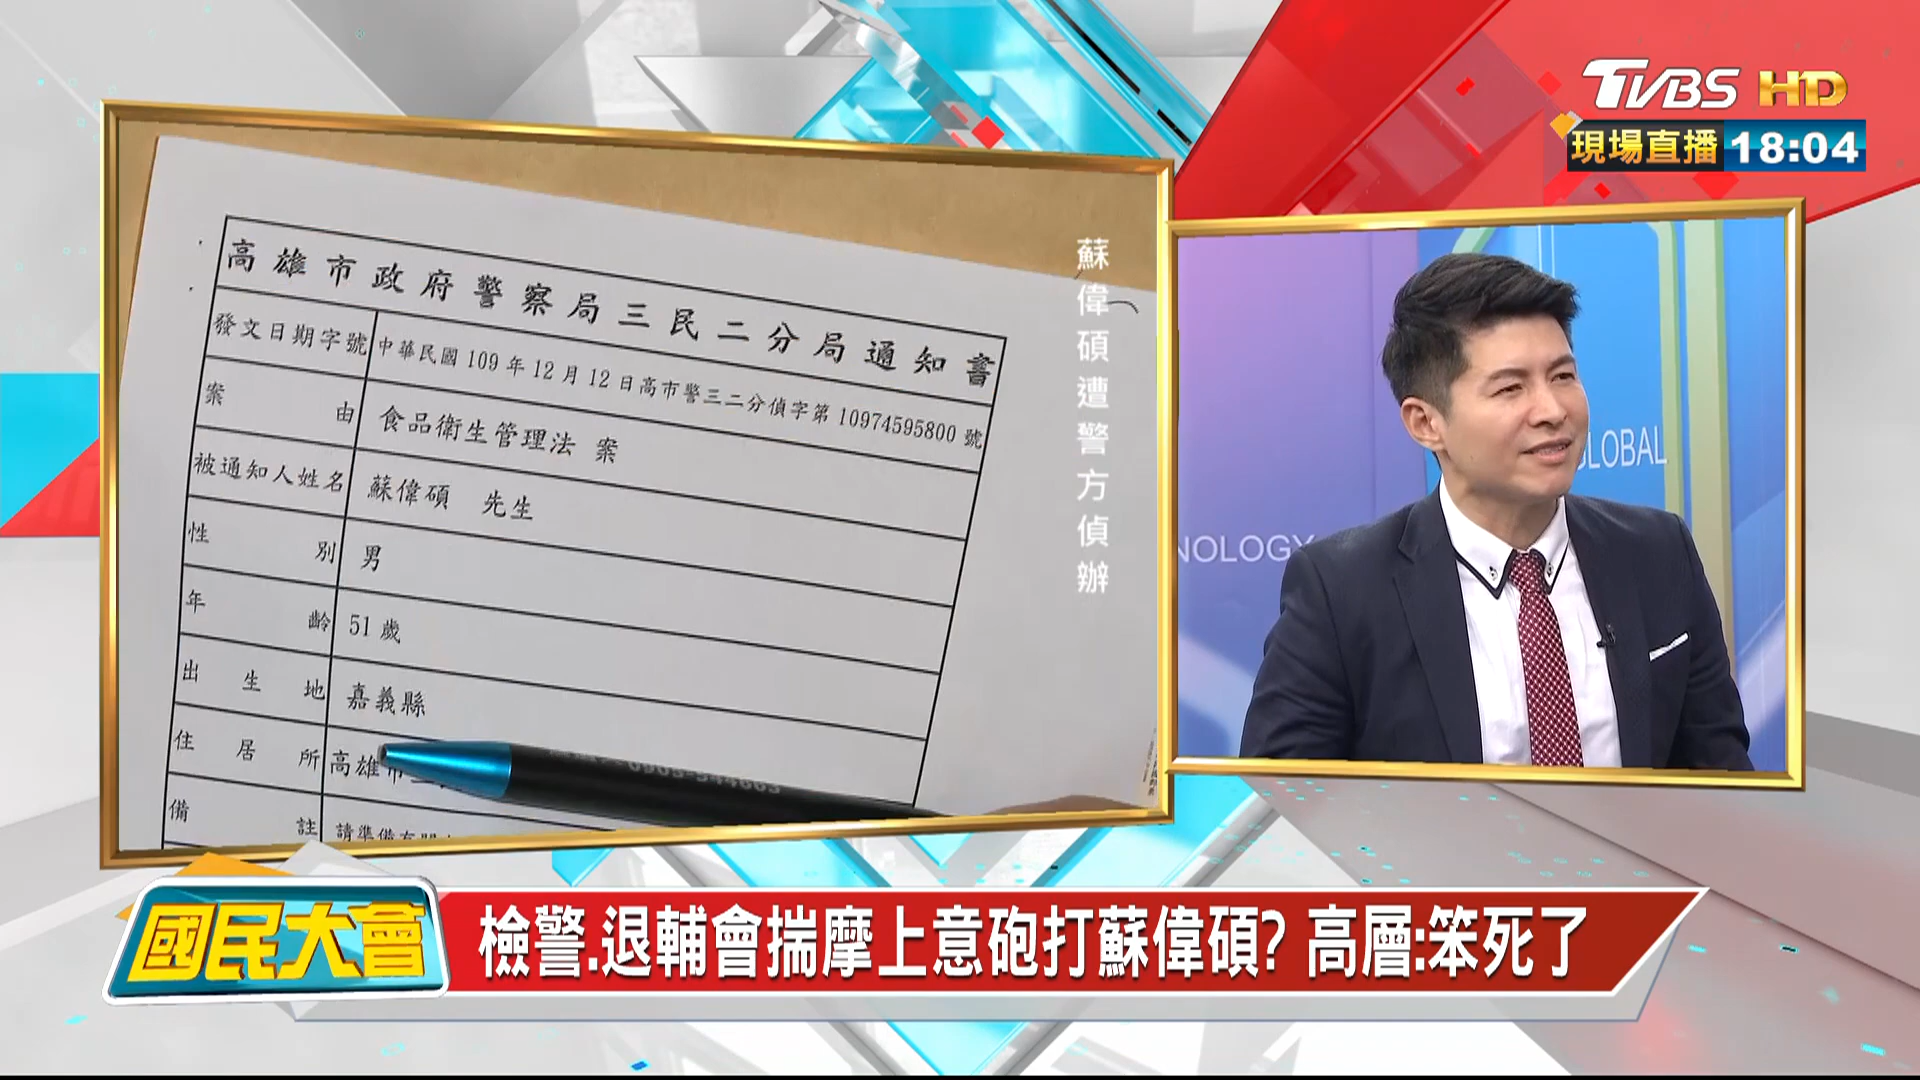 TVBS HD
現場直播 18:04
高雄市政府警察局三民二分局通知書
發文日期字號 中華民國109年12月12日高市警三二分偵字第10974595800號
案由 食品衛生管理法 案
被通知人姓名 蘇偉碩 先生
性別 男
年齡 51歲
出生地 嘉義縣
住居所 高雄市
備註 請準備有關
蘇偉碩遭警方偵辦
GLOBAL
NOLOGY
國民大會
檢警.退輔會揣摩上意砲打蘇偉碩? 高層:笨死了